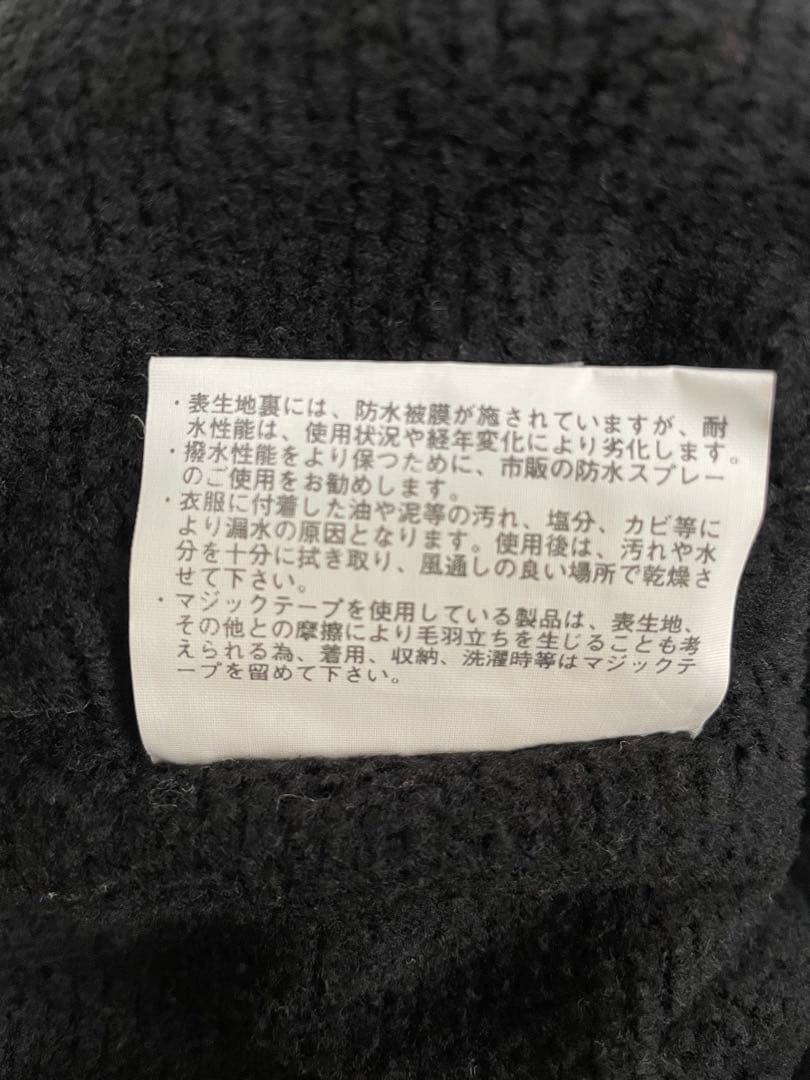 ・表生地裏には、防水被膜が施されていますが、耐
水性能は、使用状況や経年変化により劣化します。
・撥水性能をより保つために、市販の防水スプレー
のご使用をお勧めします。
・衣服に付着した油や泥等の汚れ、塩分、カビ等に
より漏水の原因となります。使用後は、汚れや水
分を十分に拭き取り、風通しの良い場所で乾燥さ
せて下さい。
・マジックテープを使用している製品は、表生地、
その他との摩擦により毛羽立ちを生じることも考
えられる為、着用、収納、洗濯時等はマジックテ
ープを留めて下さい。